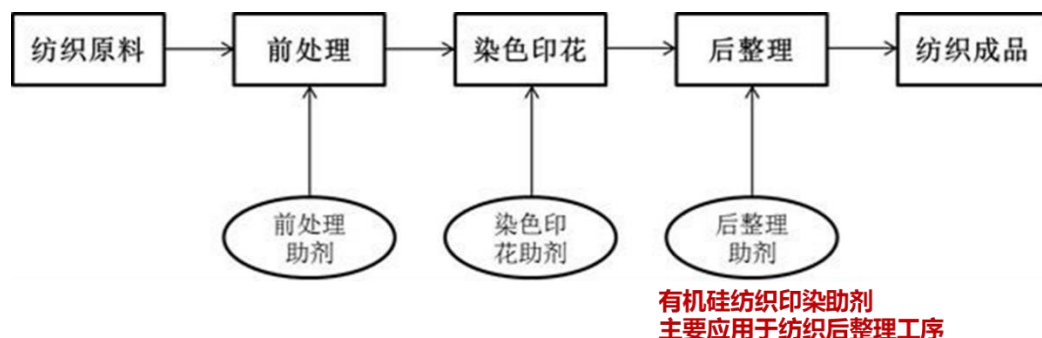 纺织原料
前处理
染色印花
后整理
纺织成品
前处理
助剂
染色印
花助剂
后整理
助剂
有机硅纺织印染助剂
主要应用于纺织后整理工序